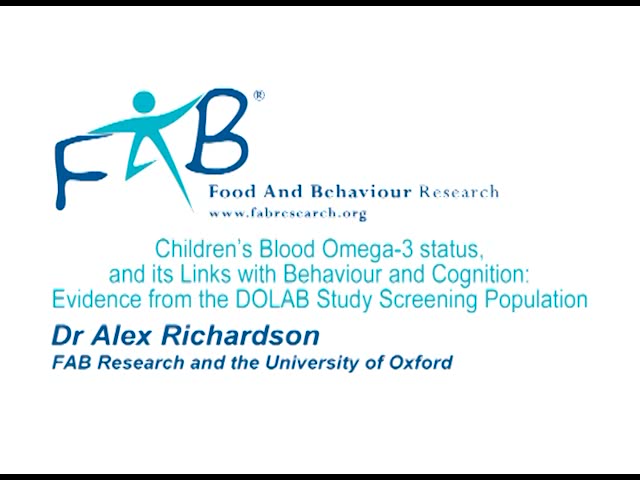 FAB®
Food And Behaviour Research
www.fabresearch.org
Children's Blood Omega-3 status,
and its Links with Behaviour and Cognition:
Evidence from the DOLAB Study Screening Population
Dr Alex Richardson
FAB Research and the University of Oxford